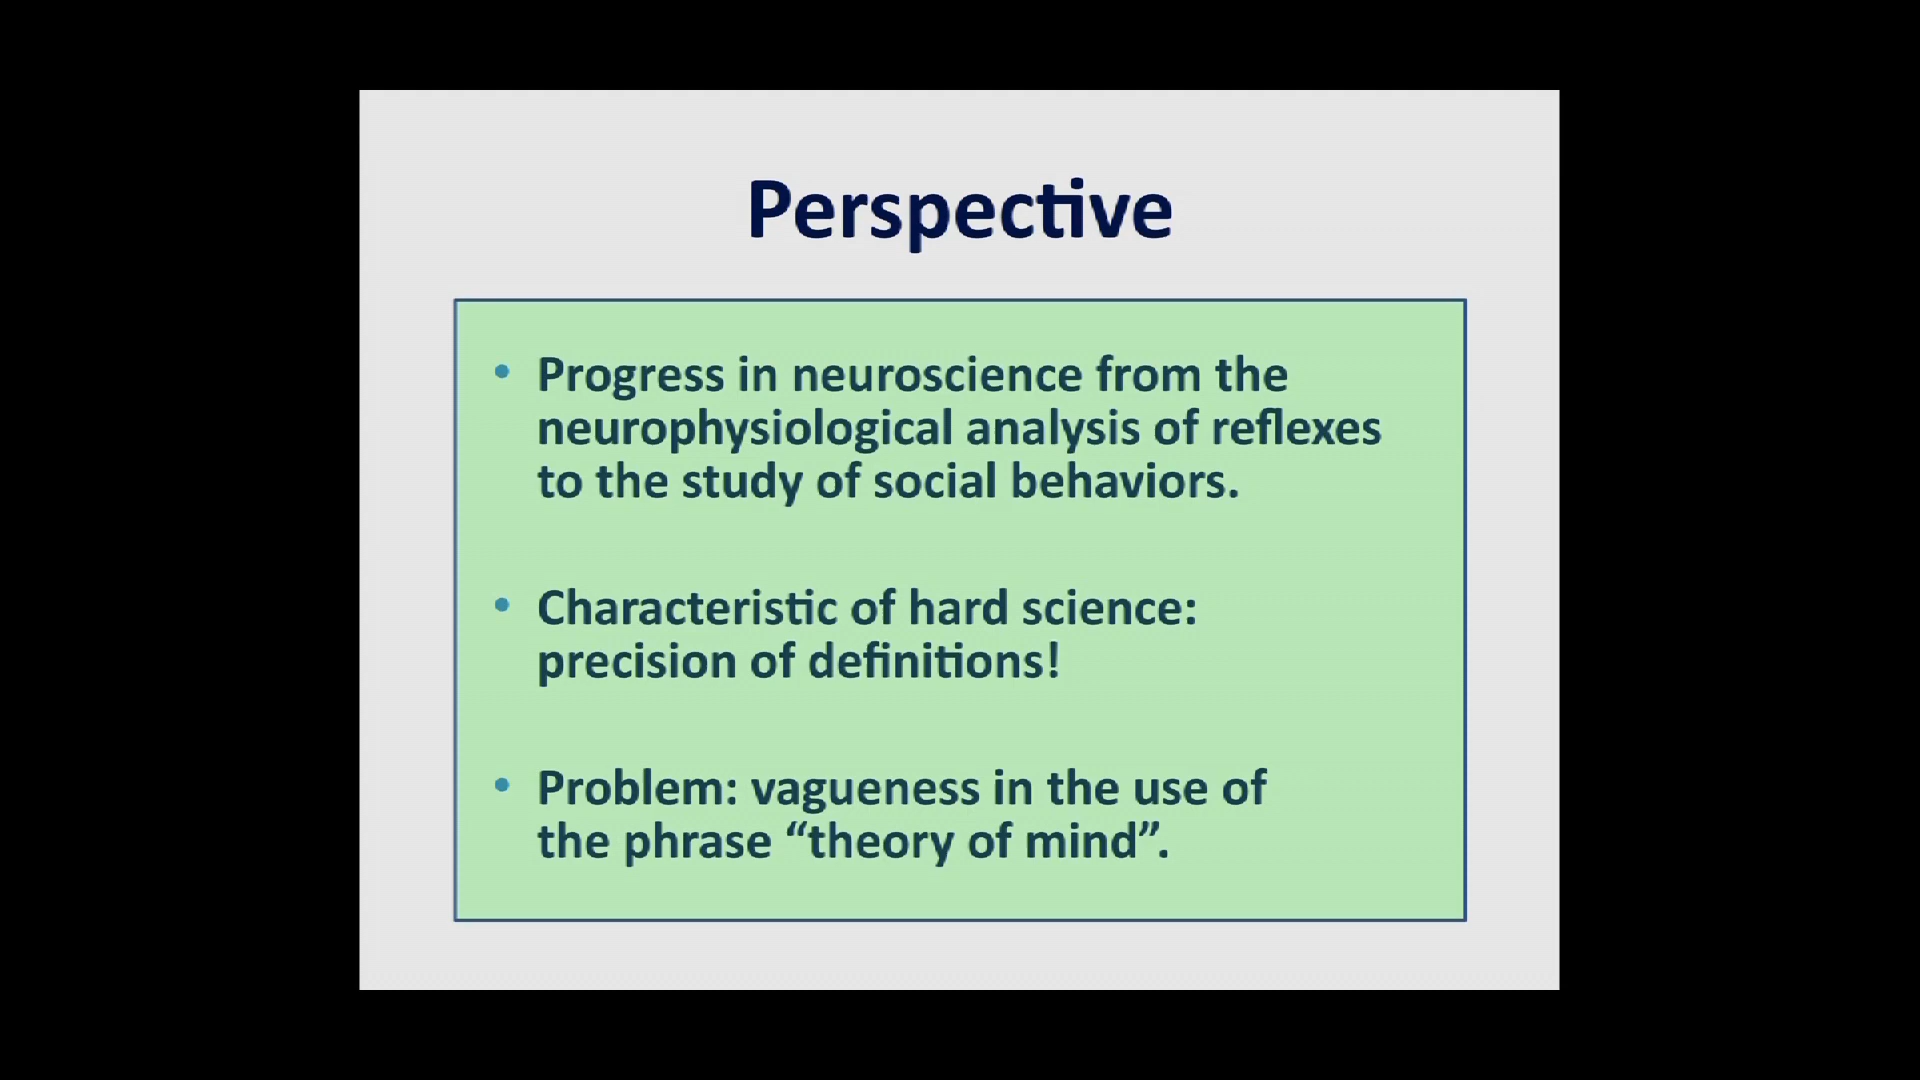 Perspective
• Progress in neuroscience from the
neurophysiological analysis of reflexes
to the study of social behaviors.
• Characteristic of hard science:
precision of definitions!
• Problem: vagueness in the use of
the phrase “theory of mind”.